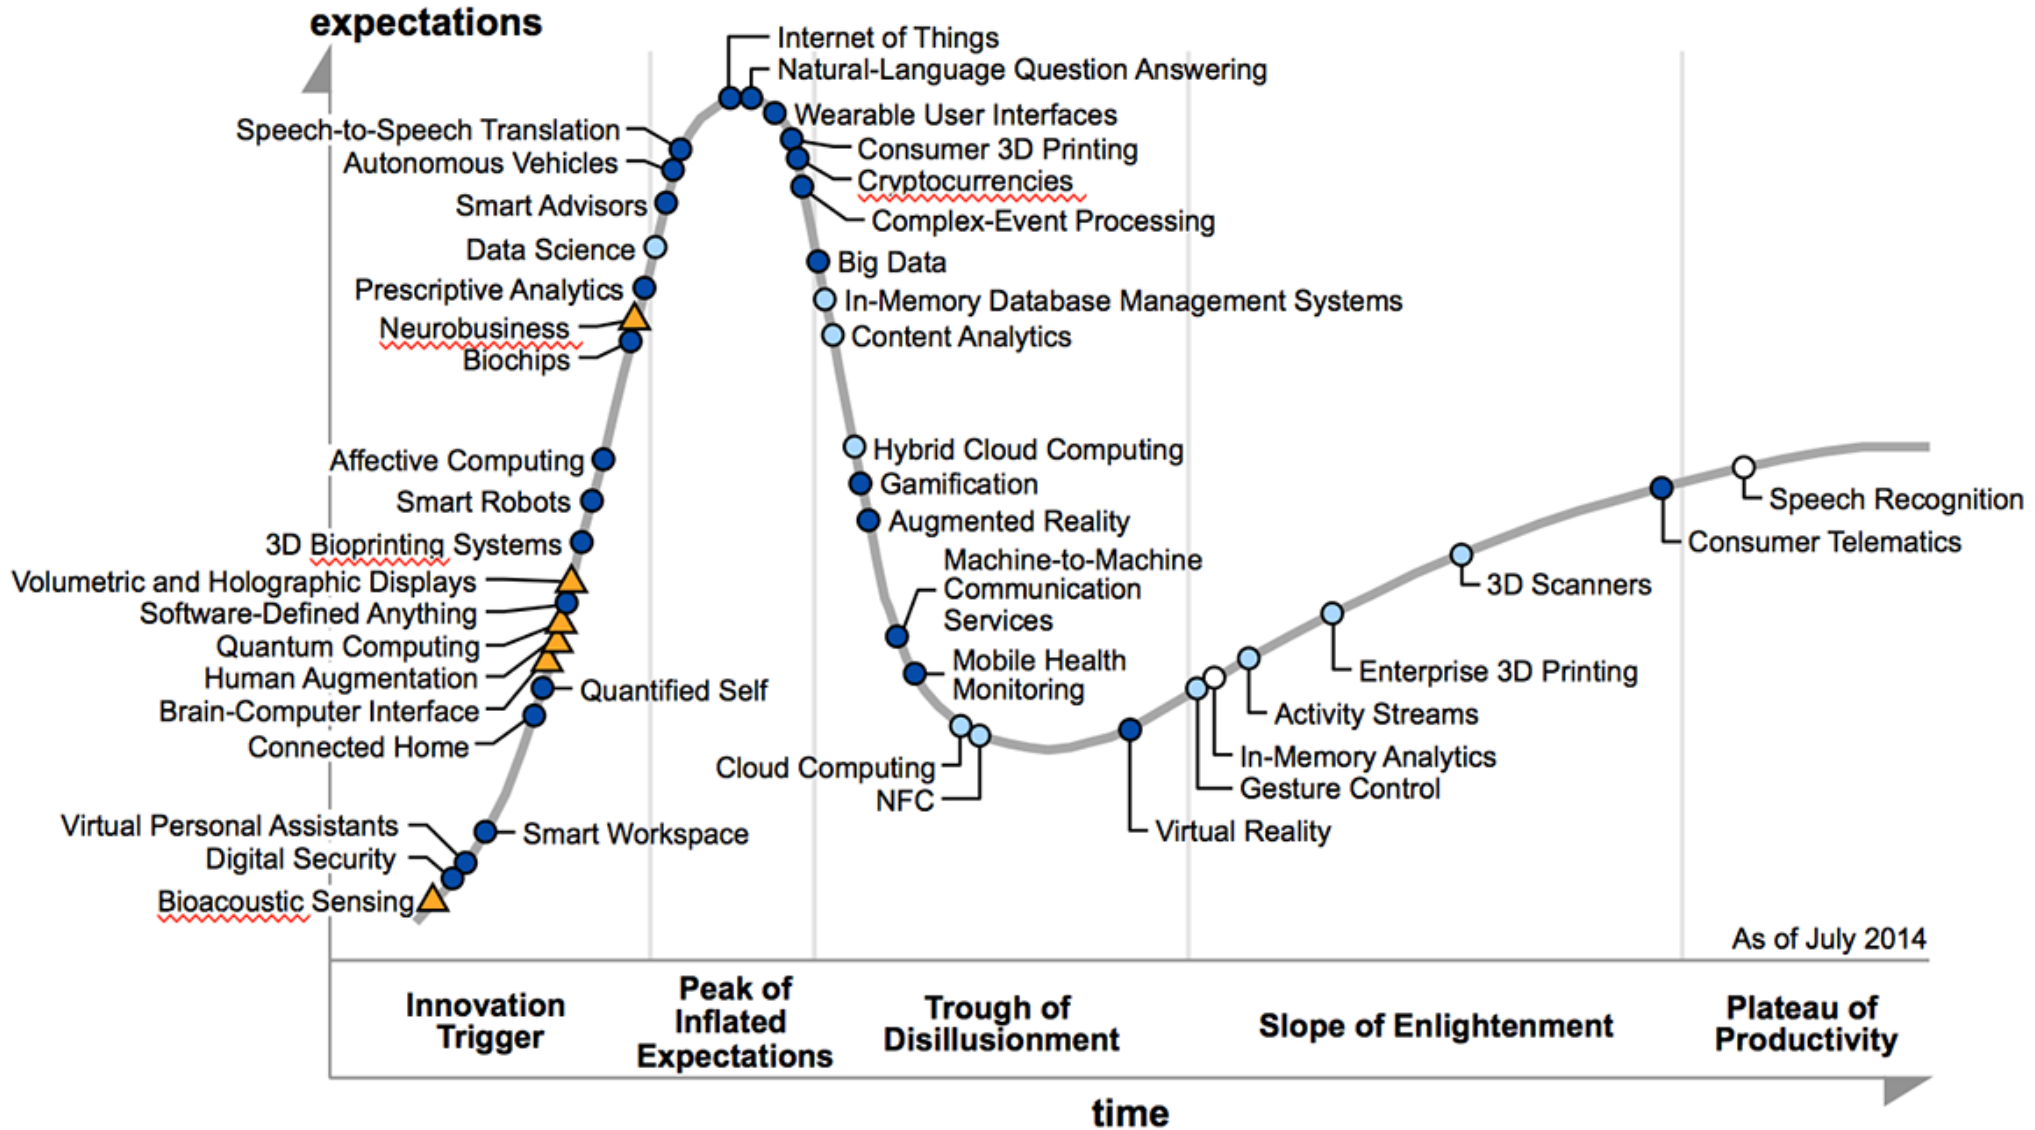 expectations
Internet of Things
Natural-Language Question Answering
Wearable User Interfaces
Speech-to-Speech Translation
Consumer 3D Printing
Autonomous Vehicles
Cryptocurrencies
Smart Advisors
Complex-Event Processing
Data Science
Big Data
Prescriptive Analytics
In-Memory Database Management Systems
Neurobusiness
Content Analytics
Biochips
Hybrid Cloud Computing
Affective Computing
Gamification
Smart Robots
Augmented Reality
3D Bioprinting Systems
Machine-to-Machine
Communication
Services
Volumetric and Holographic Displays
Software-Defined Anything
Quantum Computing
Human Augmentation
Brain-Computer Interface
Connected Home
Quantified Self
Mobile Health
Monitoring
Speech Recognition
Consumer Telematics
3D Scanners
Enterprise 3D Printing
Activity Streams
In-Memory Analytics
Gesture Control
Cloud Computing
NFC
Virtual Reality
Virtual Personal Assistants
Smart Workspace
Digital Security
Bioacoustic Sensing
As of July 2014
Innovation
Trigger
Peak of
Inflated
Expectations
Trough of
Disillusionment
Slope of Enlightenment
Plateau of
Productivity
time